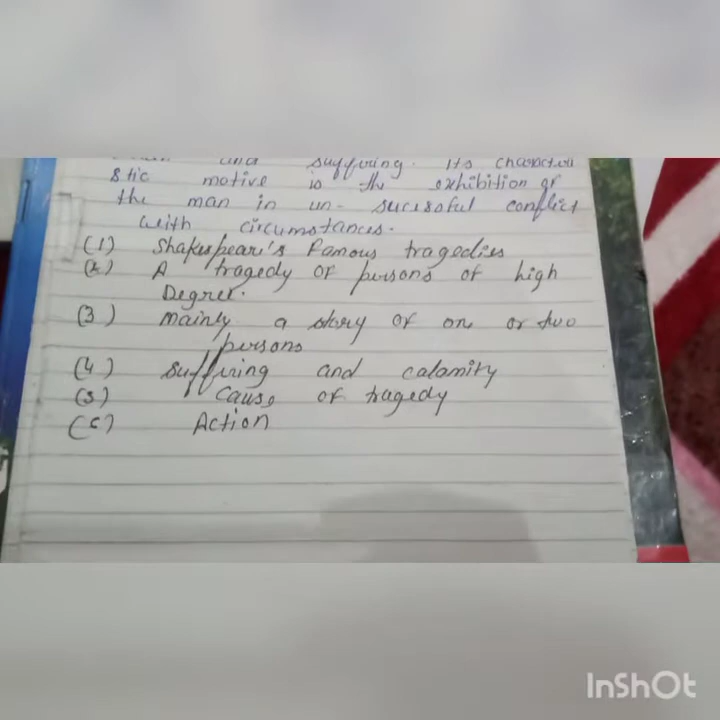 and suffering. Its characteri
stic motive is the exhibition of
the man in un- sucessful conflict
with circumstances.
(1) Shakespear's Famous tragedies
(2) A tragedy of persons of high
Degree.
(3) mainly a story of one or two
persons
(4) suffering and calamity
(5) Cause of tragedy
(6) Action
InShOt